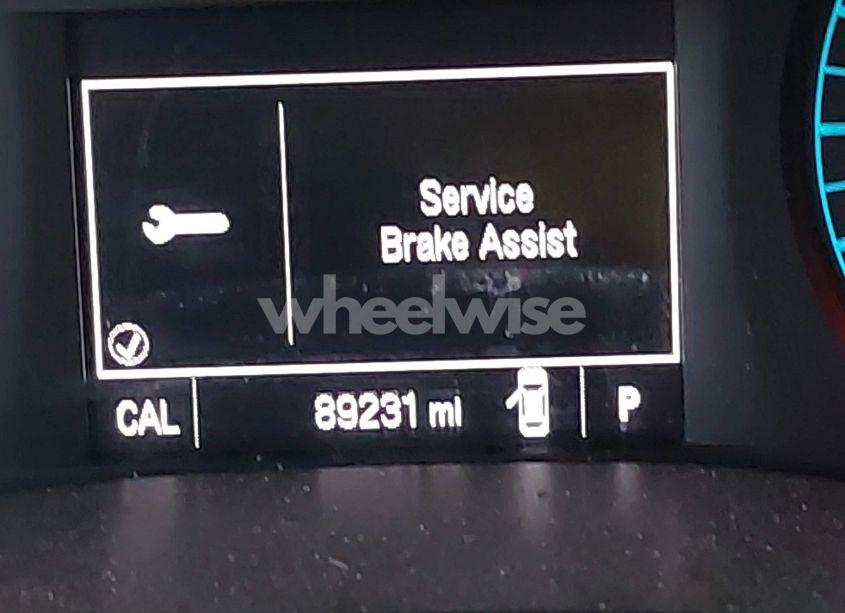 Service
Brake Assist
wheelwise
CAL 89231 mi P